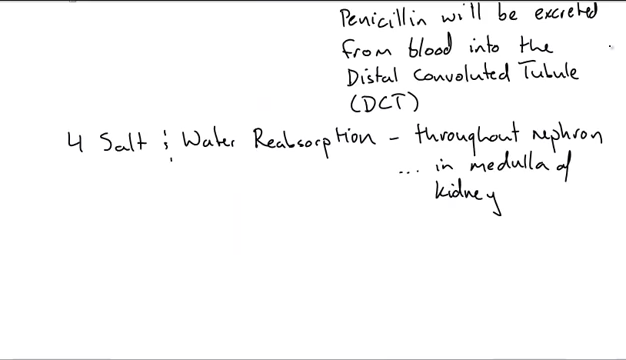 Penicillin will be excreted
from blood into the
Distal Convoluted Tubule
(DCT)
4 Salt & Water Reabsorption - throughout nephron
... in medulla of
kidney